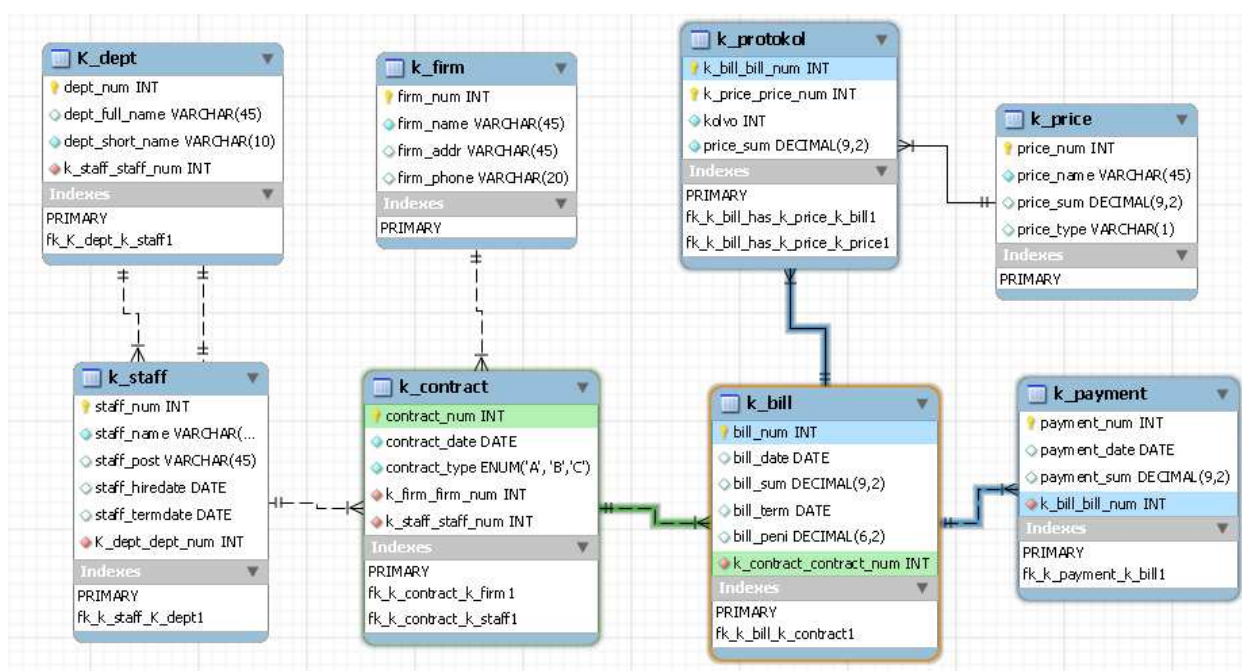 K_dept
dept_num INT
dept_full_name VARCHAR(45)
dept_short_name VARCHAR(10)
k_staff_staff_num INT
Indexes
PRIMARY
fk_K_dept_k_staff1
k_firm
firm_num INT
firm_name VARCHAR(45)
firm_addr VARCHAR(45)
firm_phone VARCHAR(20)
Indexes
PRIMARY
k_protokol
k_bill_bill_num INT
k_price_price_num INT
kolvo INT
price_sum DECIMAL(9,2)
Indexes
PRIMARY
fk_k_bill_has_k_price_k_bill1
fk_k_bill_has_k_price_k_price1
k_price
price_num INT
price_name VARCHAR(45)
price_sum DECIMAL(9,2)
price_type VARCHAR(1)
Indexes
PRIMARY
k_staff
staff_num INT
staff_name VARCHAR(...
staff_post VARCHAR(45)
staff_hiredate DATE
staff_termdate DATE
K_dept_dept_num INT
Indexes
PRIMARY
fk_k_staff_K_dept1
k_contract
contract_num INT
contract_date DATE
contract_type ENUM('A', 'B','C')
k_firm_firm_num INT
k_staff_staff_num INT
Indexes
PRIMARY
fk_k_contract_k_firm1
fk_k_contract_k_staff1
k_bill
bill_num INT
bill_date DATE
bill_sum DECIMAL(9,2)
bill_term DATE
bill_peni DECIMAL(6,2)
k_contract_contract_num INT
Indexes
PRIMARY
fk_k_bill_k_contract1
k_payment
payment_num INT
payment_date DATE
payment_sum DECIMAL(9,2)
k_bill_bill_num INT
Indexes
PRIMARY
fk_k_payment_k_bill1